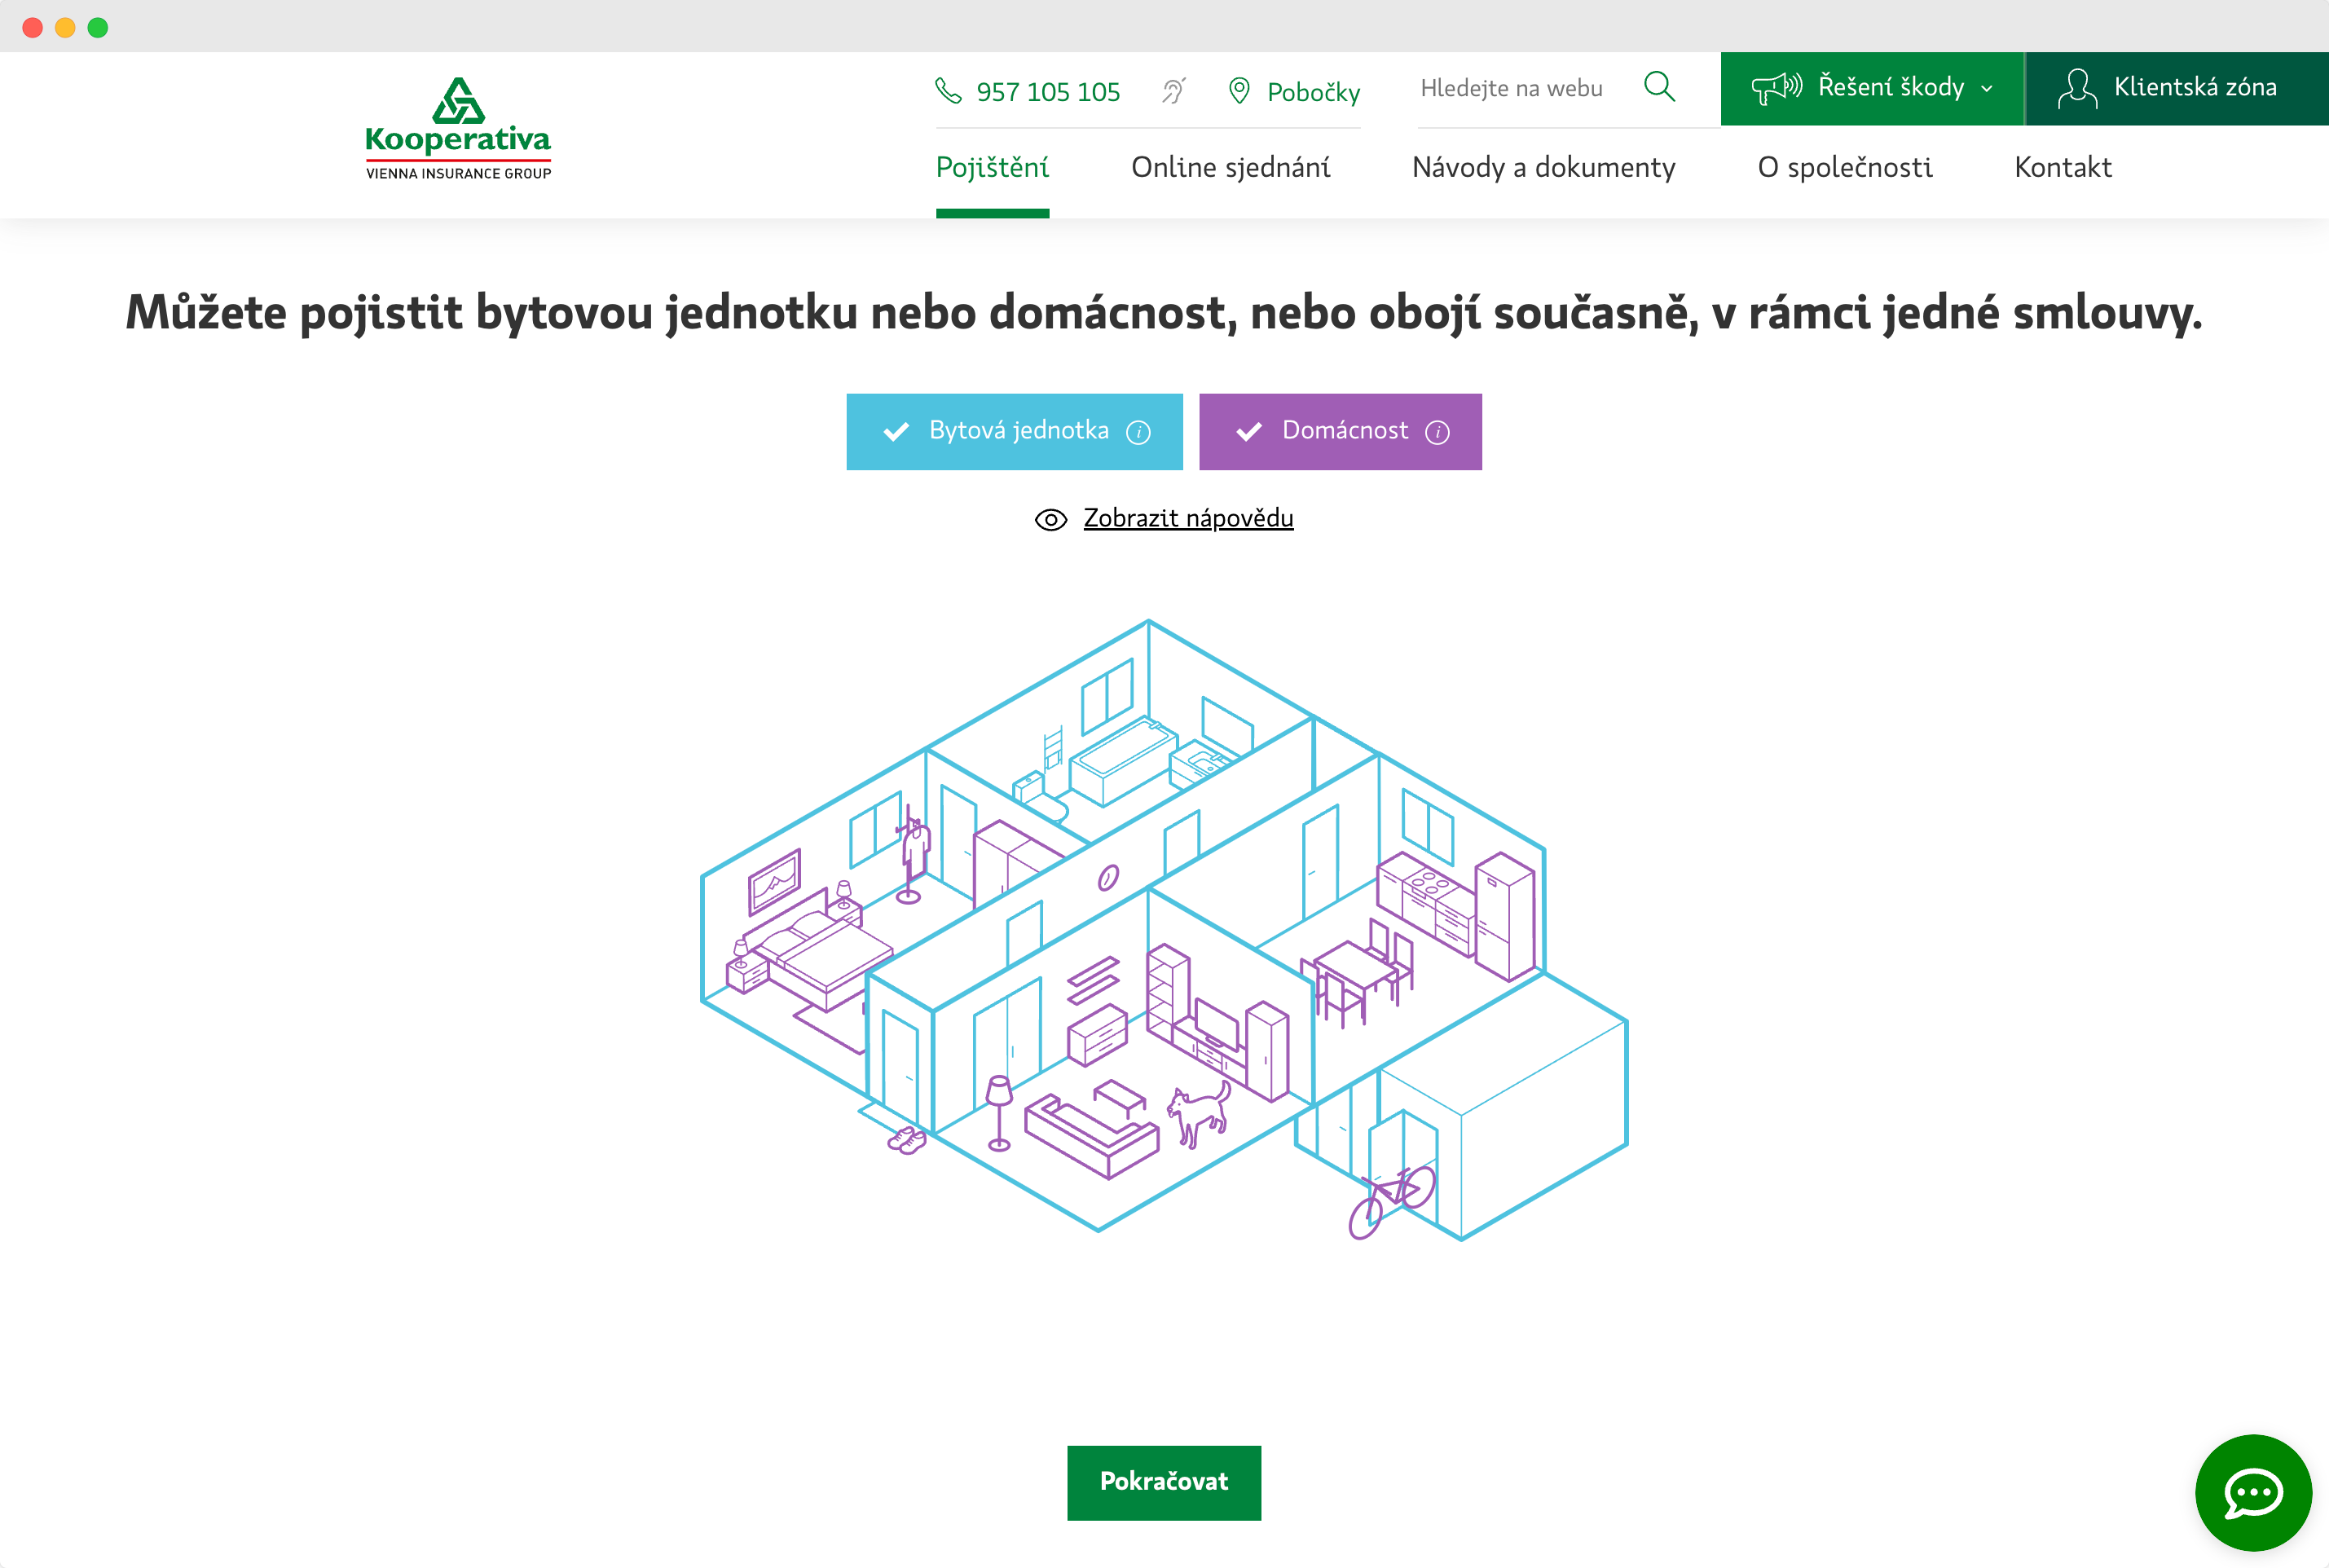 957 105 105
Pobočky
Hledejte na webu
Řešení škody
Klientská zóna
Kooperativa
VIENNA INSURANCE GROUP
Pojištění
Online sjednání
Návody a dokumenty
O společnosti
Kontakt
Můžete pojistit bytovou jednotku nebo domácnost, nebo obojí současně, v rámci jedné smlouvy.
Bytová jednotka i
Domácnost i
Zobrazit nápovědu
Pokračovat